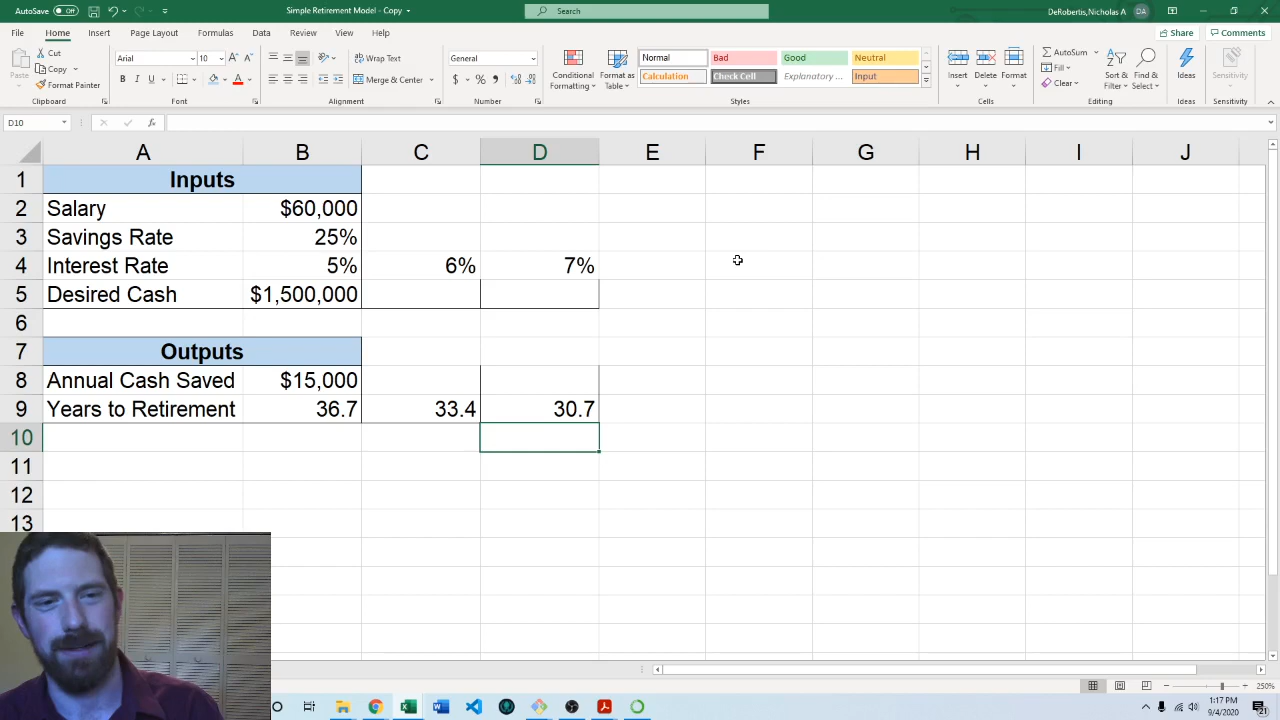 AutoSave Off Simple Retirement Model - Copy Search DeRobertis, Nicholas A DA
File Home Insert Page Layout Formulas Data Review View Help Share Comments
Paste Cut Copy Format Painter Clipboard
Arial 10 B I U A Font
Wrap Text Merge & Center Alignment
General $ % Number
Conditional Formatting Format as Table
Normal Bad Good Neutral
Calculation Check Cell Explanatory ... Input
Styles
Insert Delete Format Cells
AutoSum Fill Clear Sort & Filter Find & Select Editing
Ideas Ideas
Sensitivity Sensitivity
D10 fx
A B C D E F G H I J
1 Inputs
2 Salary $60,000
3 Savings Rate 25%
4 Interest Rate 5% 6% 7%
5 Desired Cash $1,500,000
6
7 Outputs
8 Annual Cash Saved $15,000
9 Years to Retirement 36.7 33.4 30.7
10
11
12
13
250%
1:17 PM
9/4/2020